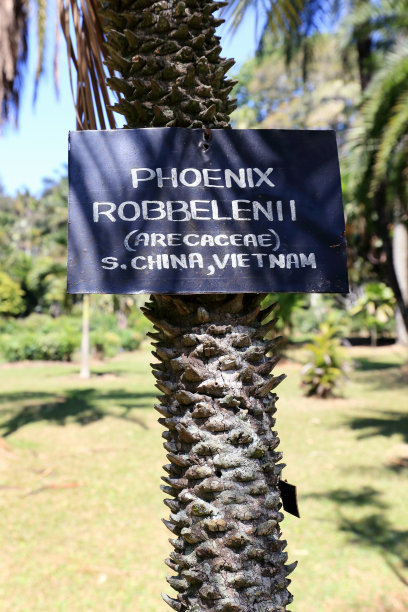 PHOENIX
ROBBELENII
(ARECACEAE)
S. CHINA, VIETNAM